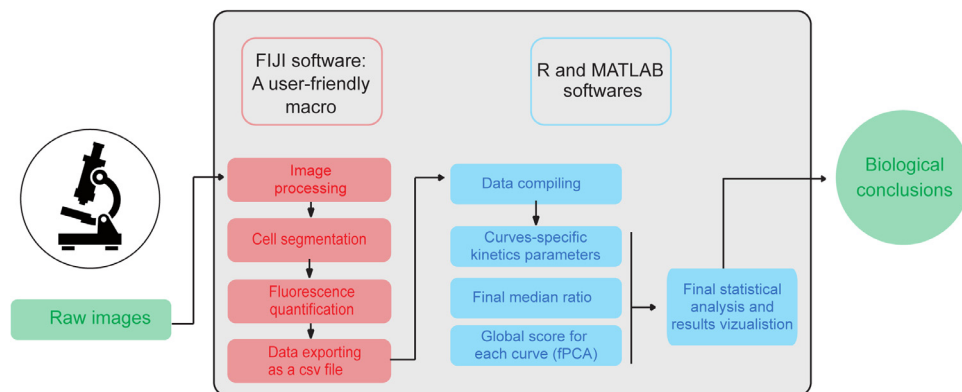 FIJI software:
A user-friendly
macro
R and MATLAB
softwares
Raw images
Image
processing
Cell segmentation
Fluorescence
quantification
Data exporting
as a csv file
Data compiling
Curves-specific
kinetics parameters
Final median ratio
Global score for
each curve (fPCA)
Final statistical
analysis and
results vizualistion
Biological
conclusions